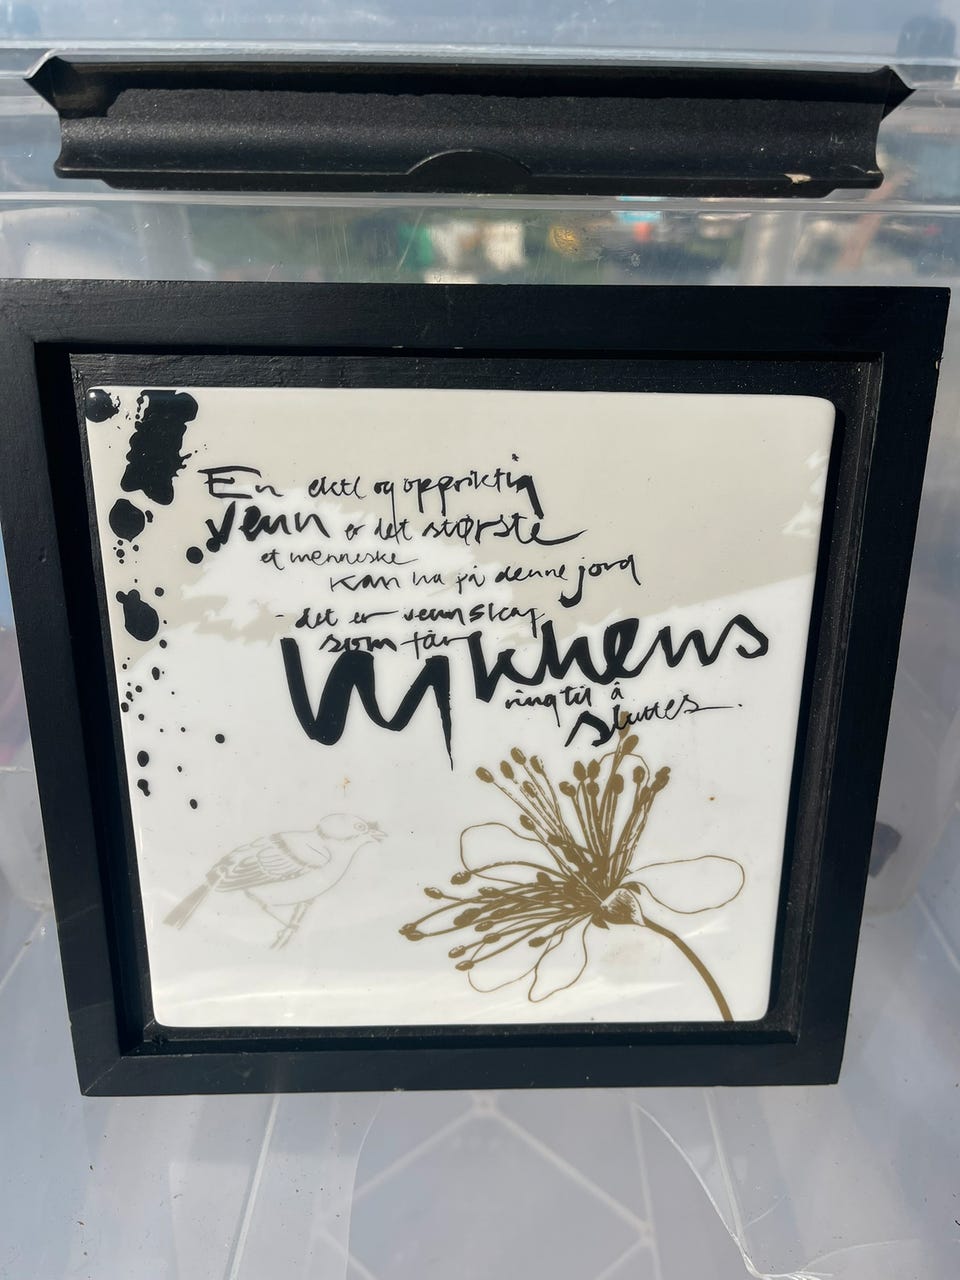 En ekte og oppriktig
venn er det største
et menneske
kan ha på denne jord
- det er vennskap
som får
lykkens
ring til å
sluttes.